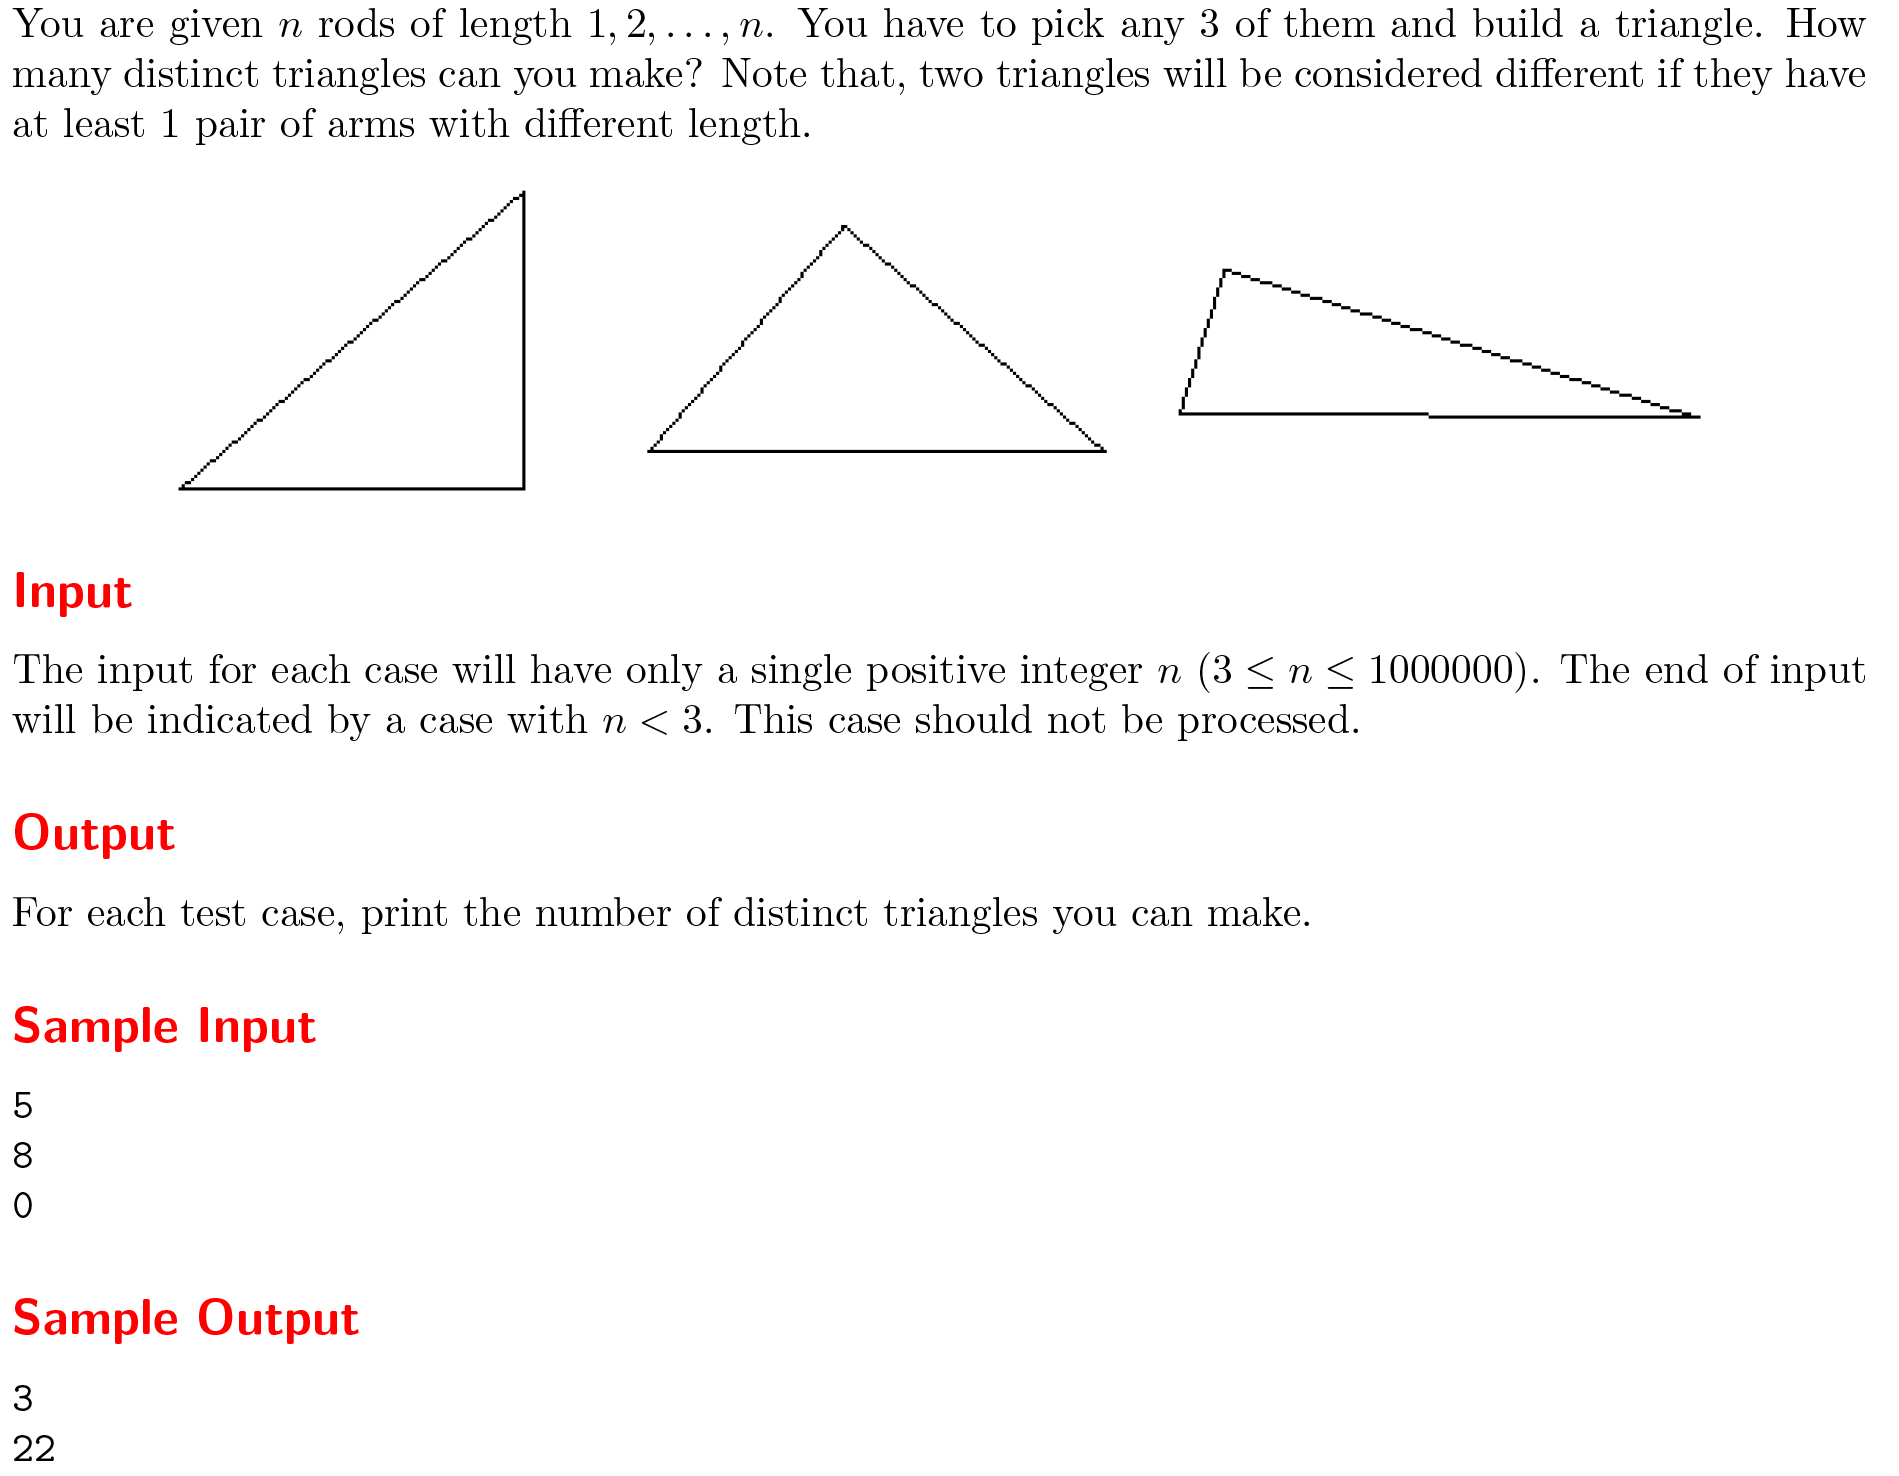 You are given n rods of length 1, 2, . . . , n. You have to pick any 3 of them and build a triangle. How
many distinct triangles can you make? Note that, two triangles will be considered different if they have
at least 1 pair of arms with different length.
Input
The input for each case will have only a single positive integer n (3 ≤ n ≤ 1000000). The end of input
will be indicated by a case with n < 3. This case should not be processed.
Output
For each test case, print the number of distinct triangles you can make.
Sample Input
5
8
0
Sample Output
3
22